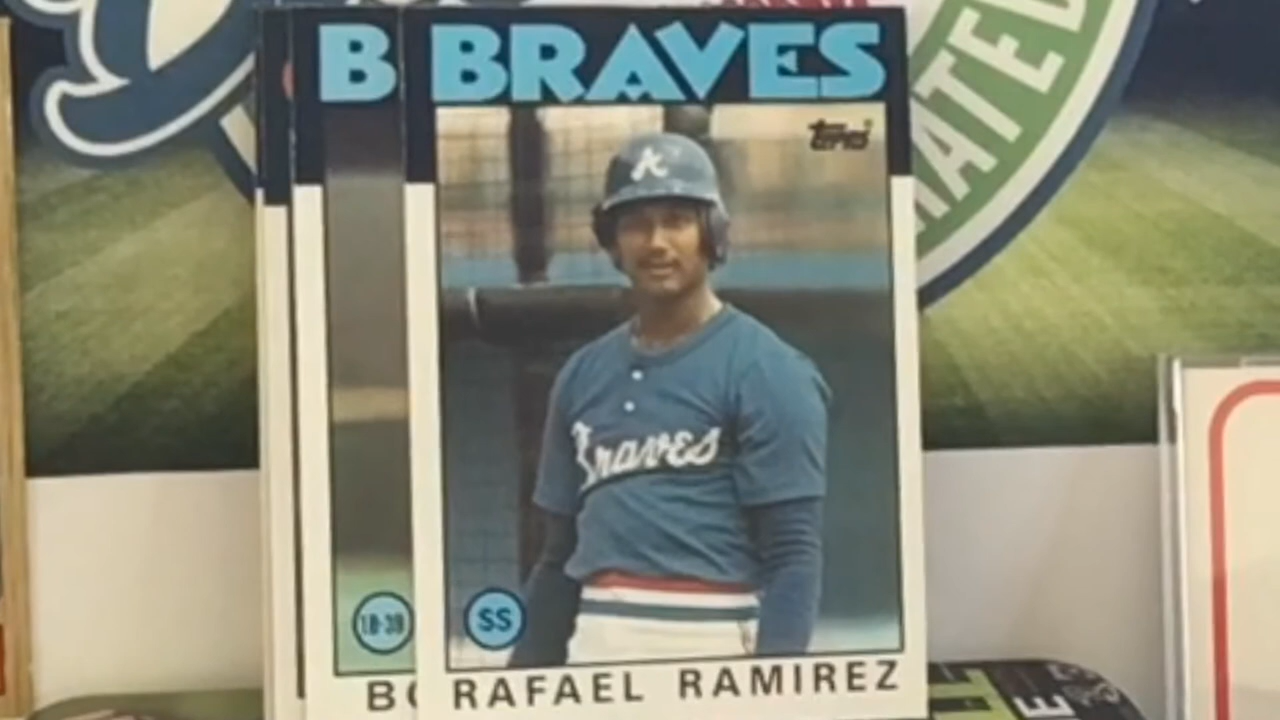 B BRAVES
Topps
A
Braves
1B-3B SS
BO RAFAEL RAMIREZ